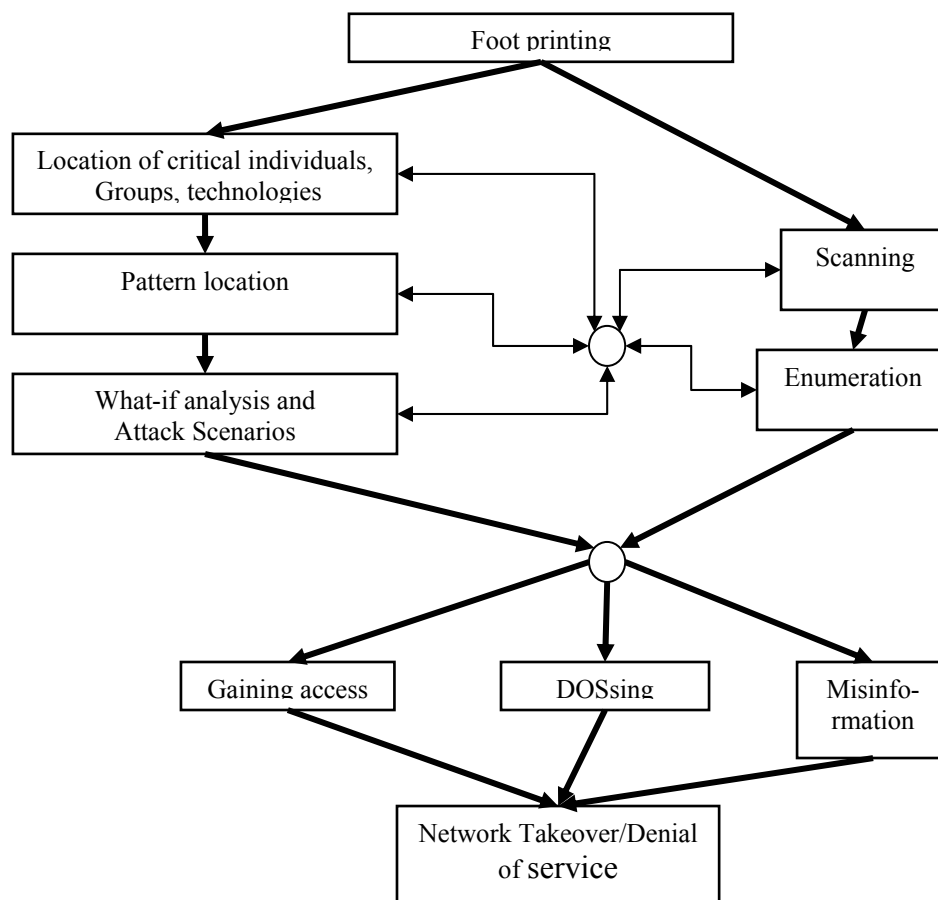 Foot printing
Location of critical individuals,
Groups, technologies
Scanning
Pattern location
Enumeration
What-if analysis and
Attack Scenarios
Gaining access
DOSsing
Misinfo-
rmation
Network Takeover/Denial
of service